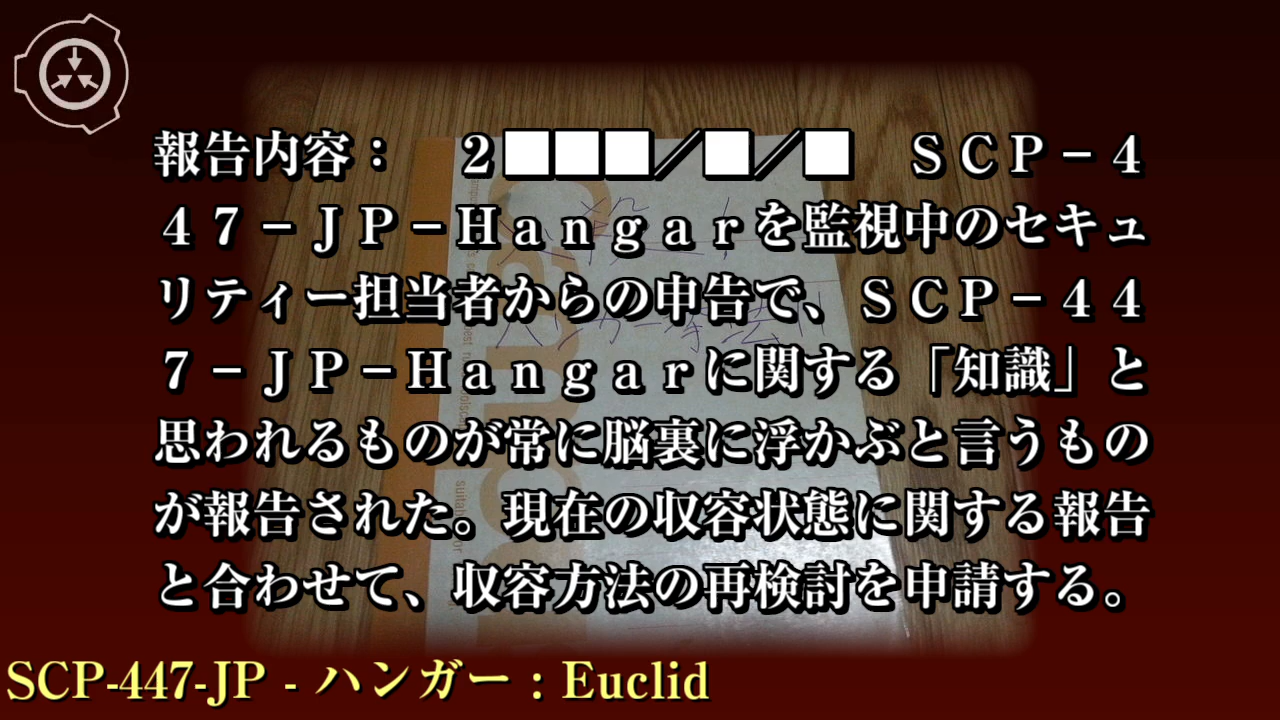 報告内容：　２■■■／■／■　ＳＣＰ－４
４７－ＪＰ－Ｈａｎｇａｒを監視中のセキュ
リティー担当者からの申告で、ＳＣＰ－４４
７－ＪＰ－Ｈａｎｇａｒに関する「知識」と
思われるものが常に脳裏に浮かぶと言うもの
が報告された。現在の収容状態に関する報告
と合わせて、収容方法の再検討を申請する。
SCP-447-JP - ハンガー : Euclid